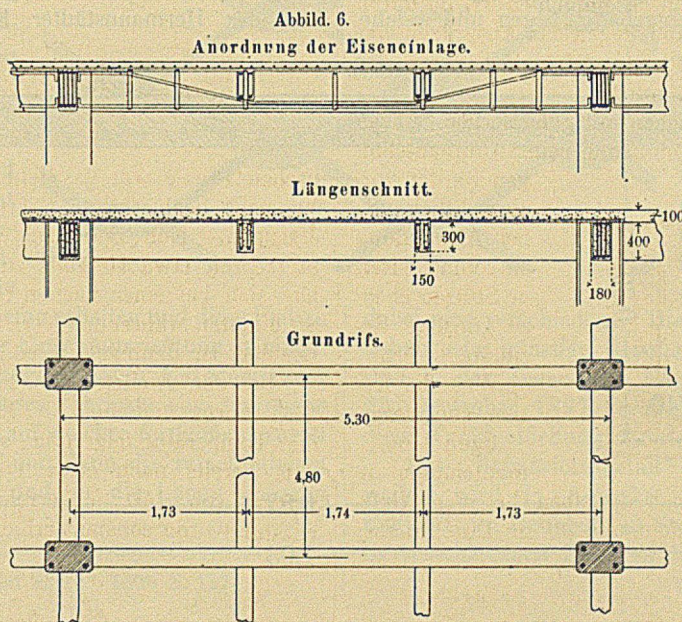 Abbild. 6.
Anordnung der Eiseneinlage.
Längenschnitt.
100
300
400
150
180
Grundriſs.
5.30
4,80
1,73
1,74
1,73